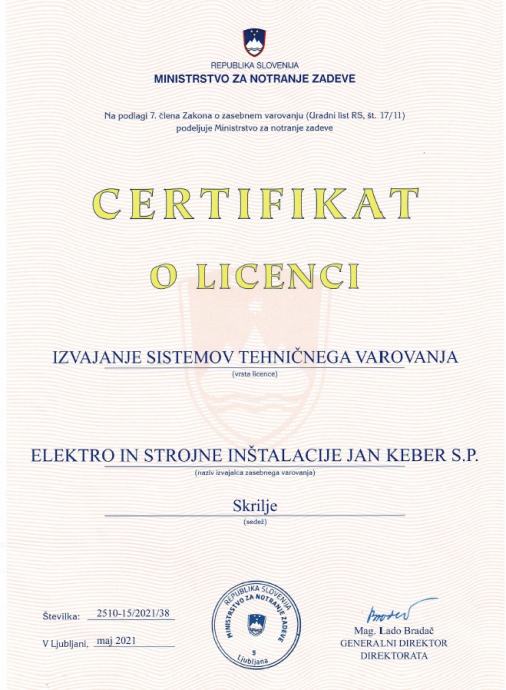 REPUBLIKA SLOVENIJA
MINISTRSTVO ZA NOTRANJE ZADEVE
Na podlagi 7. člena Zakona o zasebnem varovanju (Uradni list RS, št. 17/11)
podeljuje Ministrstvo za notranje zadeve
CERTIFIKAT
O LICENCI
IZVAJANJE SISTEMOV TEHNIČNEGA VAROVANJA
(vrsta licence)
ELEKTRO IN STROJNE INŠTALACIJE JAN KEBER S.P.
(naziv izvajalca zasebnega varovanja)
Skrilje
(sedež)
Številka: 2510-15/2021/38
V Ljubljani, maj 2021
REPUBLIKA SLOVENIJA
MINISTRSTVO ZA NOTRANJE ZADEVE
9
Ljubljana
Mag. Lado Bradač
GENERALNI DIREKTOR
DIREKTORATA